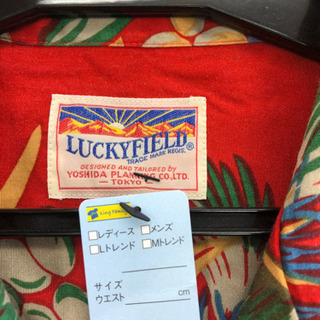 LUCKYFIELD
TRADE MARK REGS.
DESIGNED AND TAILORED BY
YOSHIDA PLANNING CO.,LTD.
— TOKYO —
□レディース □メンズ
□Lトレンド □Mトレンド
サイズ
ウエスト cm